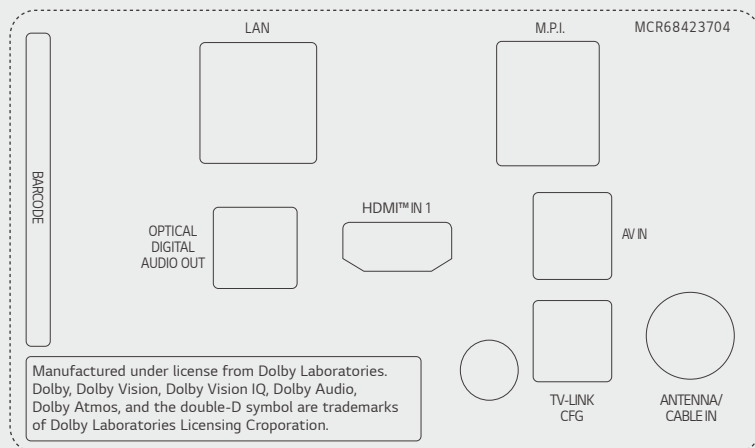 LAN
M.P.I.
MCR68423704
BARCODE
OPTICAL
DIGITAL
AUDIO OUT
HDMI™ IN 1
AV IN
Manufactured under license from Dolby Laboratories.
Dolby, Dolby Vision, Dolby Vision IQ, Dolby Audio,
Dolby Atmos, and the double-D symbol are trademarks
of Dolby Laboratories Licensing Croporation.
TV-LINK
CFG
ANTENNA/
CABLE IN